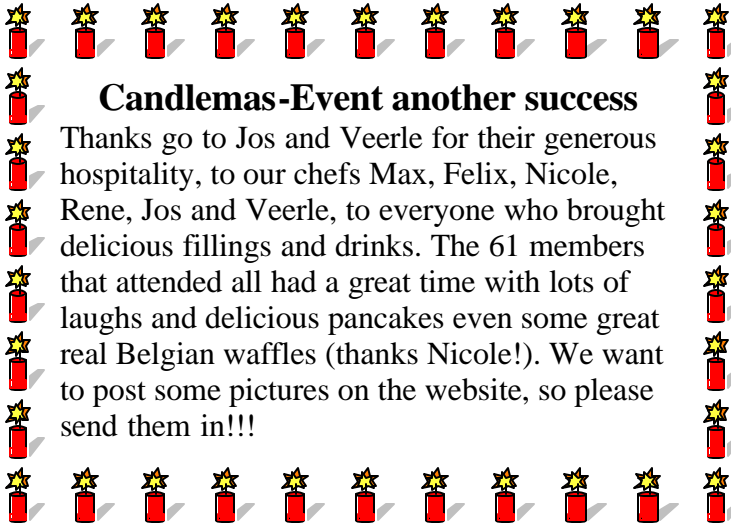 Candlemas-Event another success
Thanks go to Jos and Veerle for their generous
hospitality, to our chefs Max, Felix, Nicole,
Rene, Jos and Veerle, to everyone who brought
delicious fillings and drinks. The 61 members
that attended all had a great time with lots of
laughs and delicious pancakes even some great
real Belgian waffles (thanks Nicole!). We want
to post some pictures on the website, so please
send them in!!!